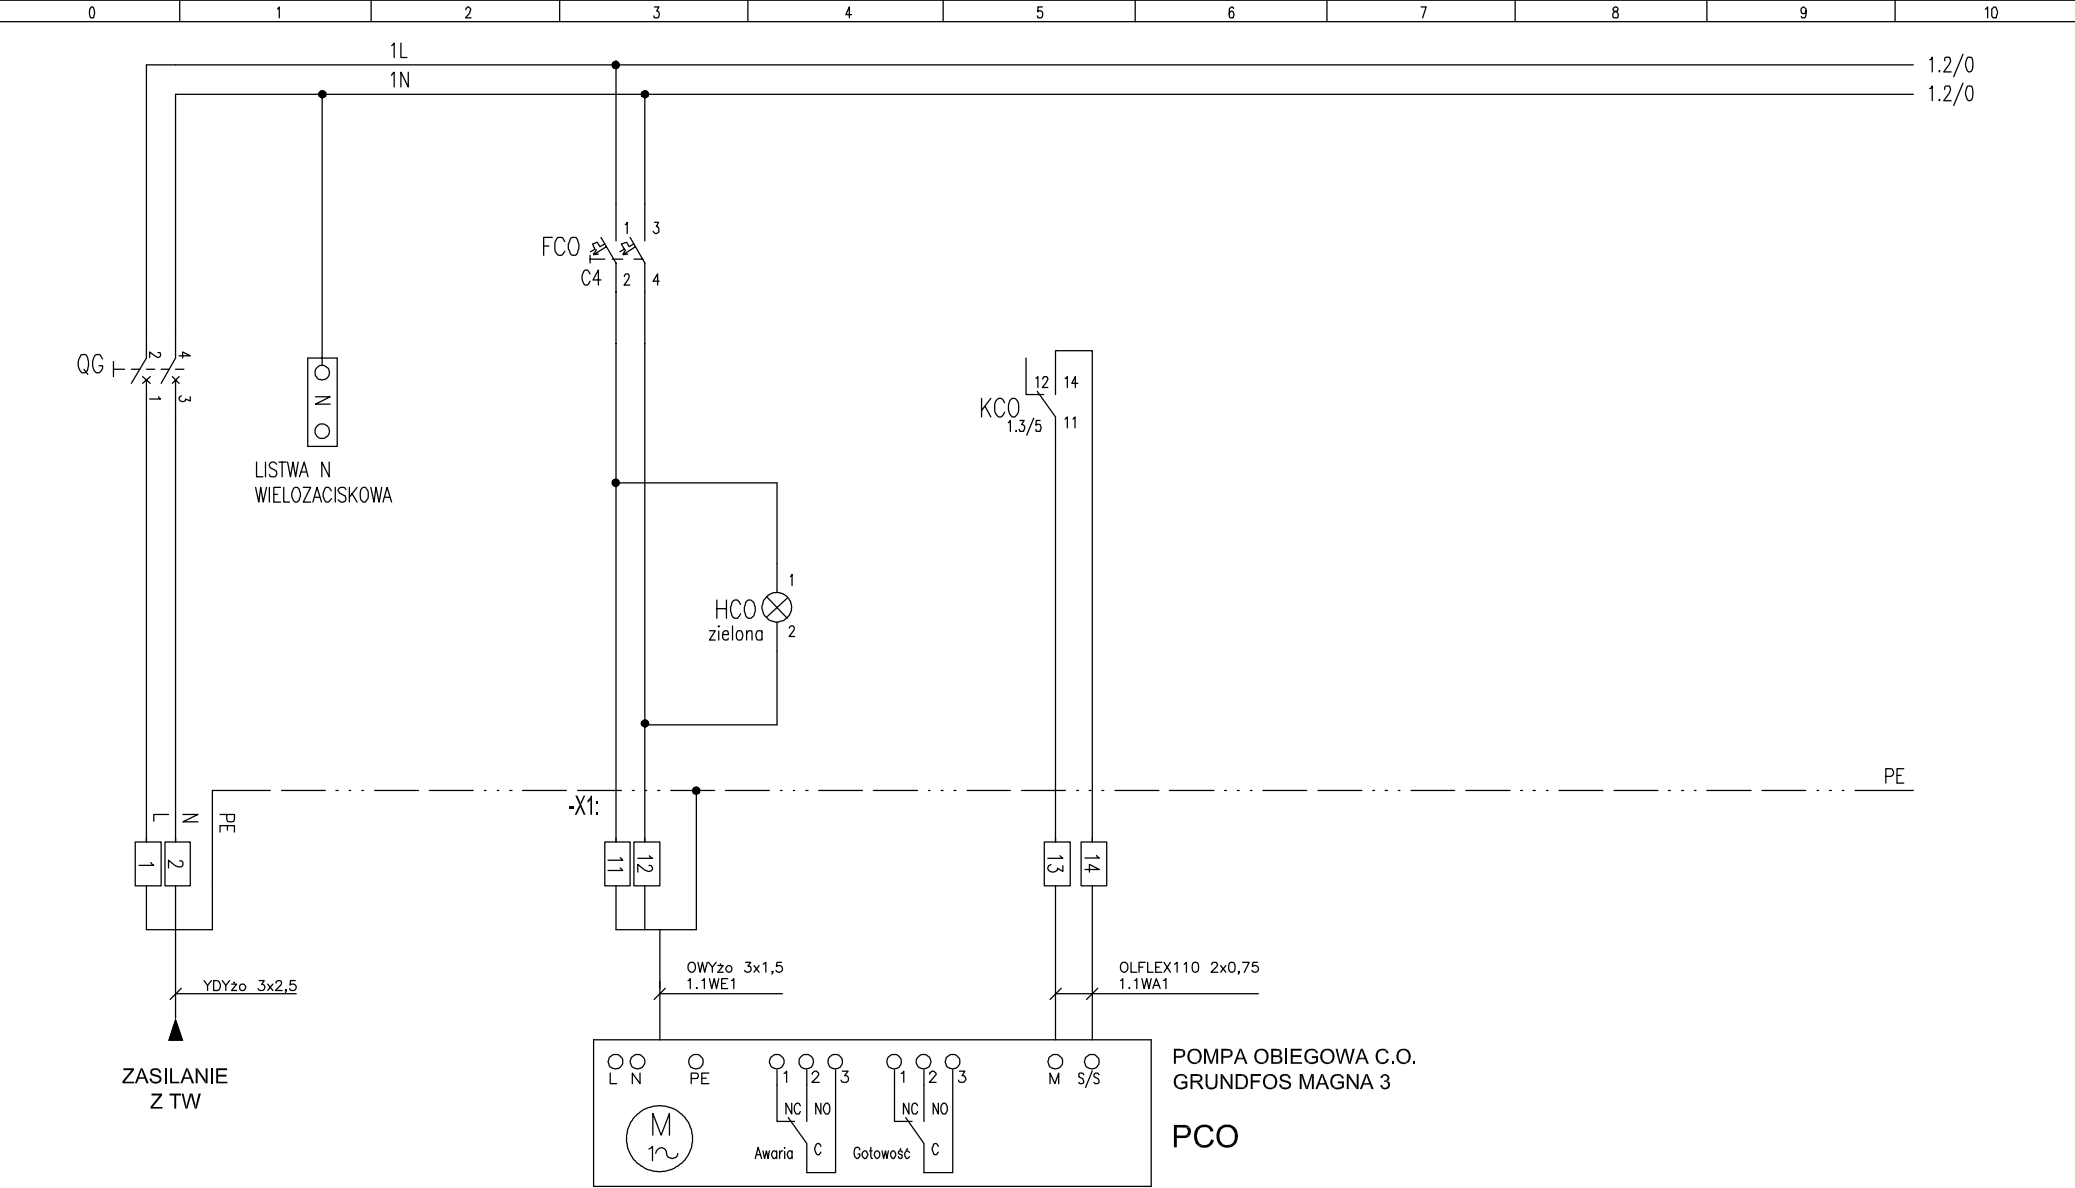 0 1 2 3 4 5 6 7 8 9 10
1L
1.2/0
1N
1.2/0
1 3
FCO
C4 2 4
QG 2 4
1 3
N
LISTWA N
WIELOZACISKOWA
12 14
KCO
1.3/5 11
1
HCO
zielona 2
PE
-X1:
L N PE
1 2 11 12 13 14
YDYżo 3x2,5
OWYżo 3x1,5
1.1WE1
OLFLEX110 2x0,75
1.1WA1
ZASILANIE
Z TW
L N PE 1 2 3 1 2 3 M S/S
M
1~
NC NO
C
Awaria
NC NO
C
Gotowość
POMPA OBIEGOWA C.O.
GRUNDFOS MAGNA 3
PCO